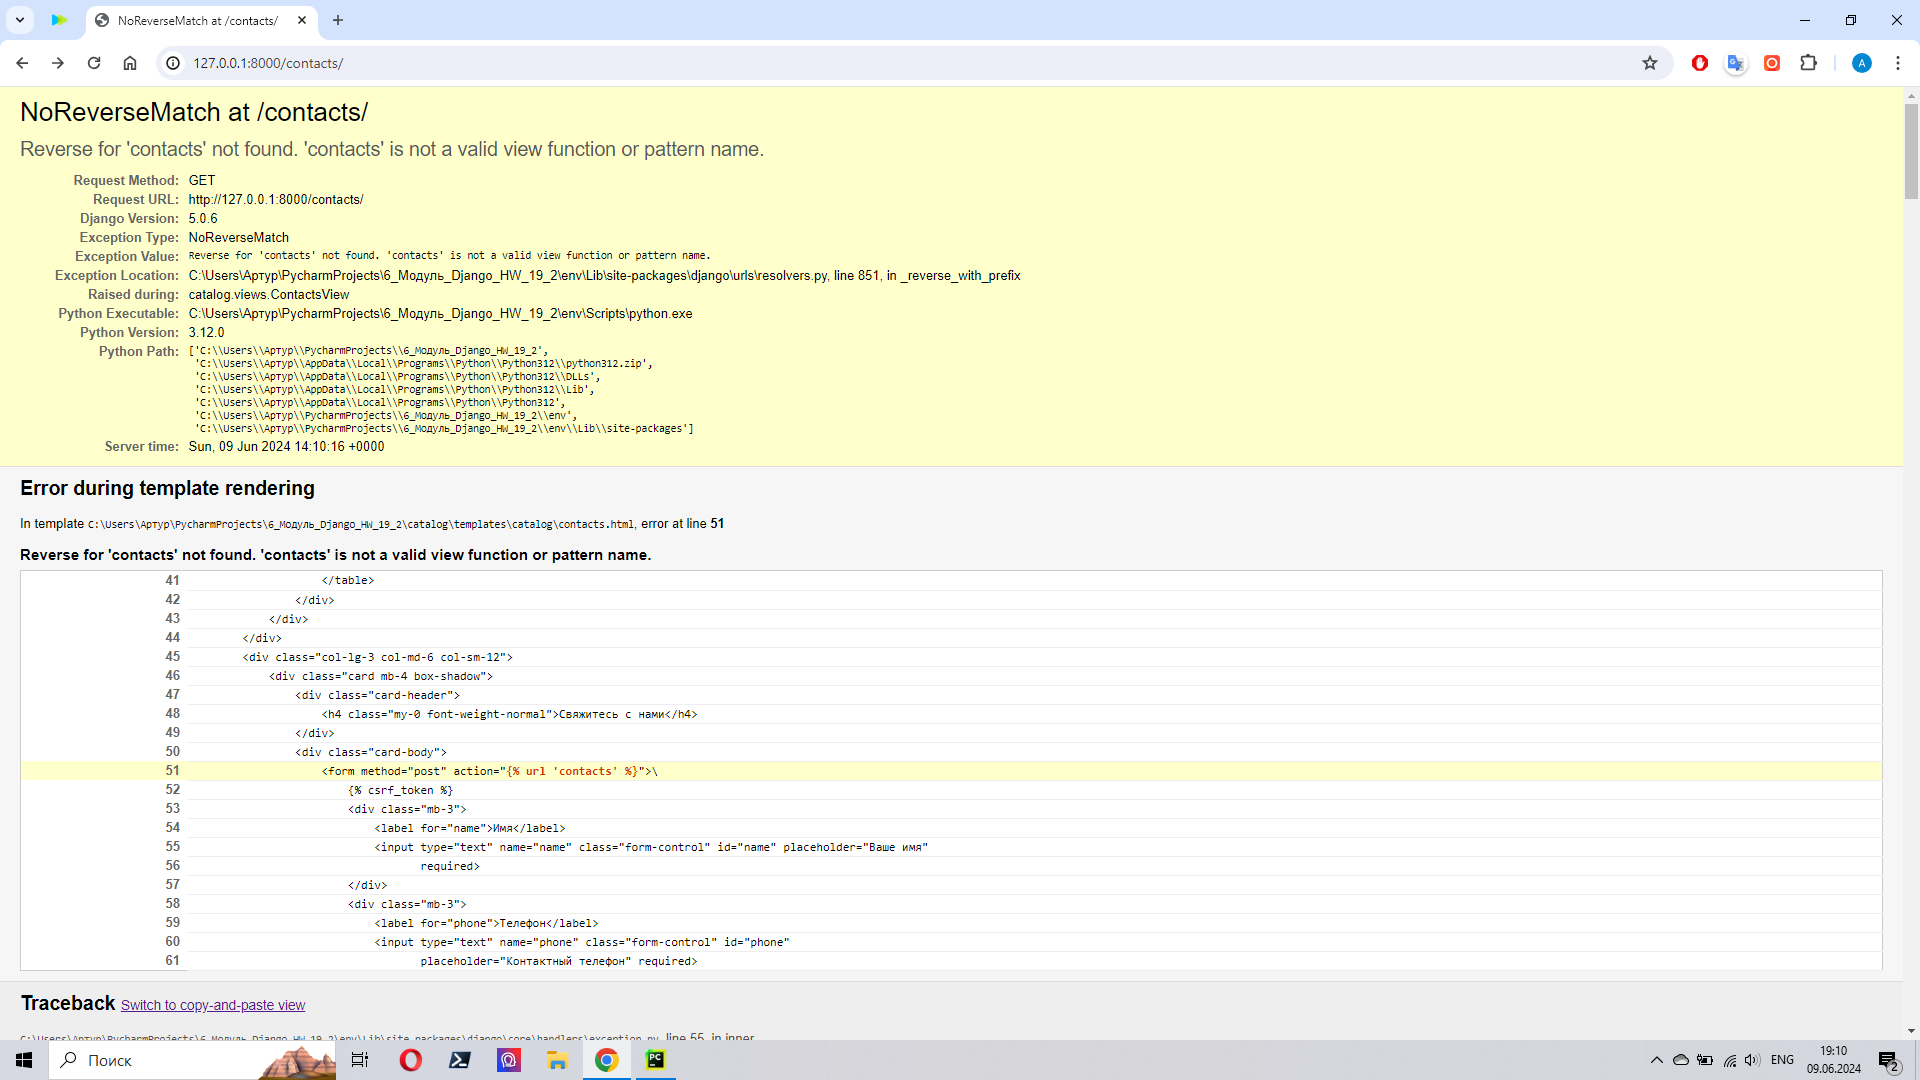 NoReverseMatch at /contacts/
127.0.0.1:8000/contacts/
A
NoReverseMatch at /contacts/
Reverse for 'contacts' not found. 'contacts' is not a valid view function or pattern name.
Request Method: GET
Request URL: http://127.0.0.1:8000/contacts/
Django Version: 5.0.6
Exception Type: NoReverseMatch
Exception Value: Reverse for 'contacts' not found. 'contacts' is not a valid view function or pattern name.
Exception Location: C:\Users\Артур\PycharmProjects\6_Модуль_Django_HW_19_2\env\Lib\site-packages\django\urls\resolvers.py, line 851, in _reverse_with_prefix
Raised during: catalog.views.ContactsView
Python Executable: C:\Users\Артур\PycharmProjects\6_Модуль_Django_HW_19_2\env\Scripts\python.exe
Python Version: 3.12.0
Python Path: ['C:\\Users\\Артур\\PycharmProjects\\6_Модуль_Django_HW_19_2',
'C:\\Users\\Артур\\AppData\\Local\\Programs\\Python\\Python312\\python312.zip',
'C:\\Users\\Артур\\AppData\\Local\\Programs\\Python\\Python312\\DLLs',
'C:\\Users\\Артур\\AppData\\Local\\Programs\\Python\\Python312\\Lib',
'C:\\Users\\Артур\\AppData\\Local\\Programs\\Python\\Python312',
'C:\\Users\\Артур\\PycharmProjects\\6_Модуль_Django_HW_19_2\\env',
'C:\\Users\\Артур\\PycharmProjects\\6_Модуль_Django_HW_19_2\\env\\Lib\\site-packages']
Server time: Sun, 09 Jun 2024 14:10:16 +0000
Error during template rendering
In template C:\Users\Артур\PycharmProjects\6_Модуль_Django_HW_19_2\catalog\templates\catalog\contacts.html, error at line 51
Reverse for 'contacts' not found. 'contacts' is not a valid view function or pattern name.
41 </table>
42 </div>
43 </div>
44 </div>
45 <div class="col-lg-3 col-md-6 col-sm-12">
46 <div class="card mb-4 box-shadow">
47 <div class="card-header">
48 <h4 class="my-0 font-weight-normal">Свяжитесь с нами</h4>
49 </div>
50 <div class="card-body">
51 <form method="post" action="{% url 'contacts' %}">\
52 {% csrf_token %}
53 <div class="mb-3">
54 <label for="name">Имя</label>
55 <input type="text" name="name" class="form-control" id="name" placeholder="Ваше имя"
56 required>
57 </div>
58 <div class="mb-3">
59 <label for="phone">Телефон</label>
60 <input type="text" name="phone" class="form-control" id="phone"
61 placeholder="Контактный телефон" required>
Traceback Switch to copy-and-paste view
C:\Users\Артур\PycharmProjects\6_Модуль_Django_HW_19_2\env\Lib\site-packages\django\core\handlers\exception.py, line 55, in inner
Поиск
PC
ENG
19:10
09.06.2024
2